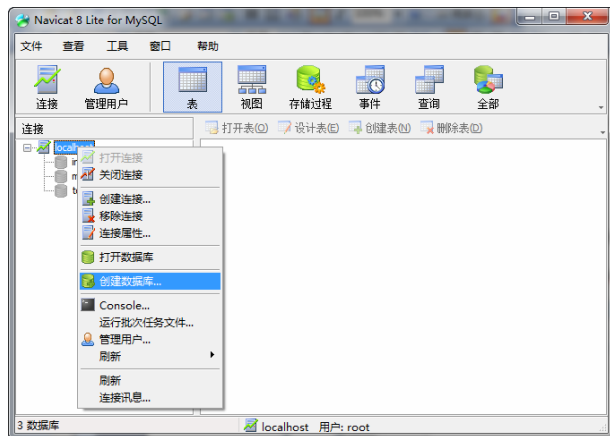 Navicat 8 Lite for MySQL
文件 查看 工具 窗口 帮助
连接 管理用户 表 视图 存储过程 事件 查询 全部
连接
打开表(O) 设计表(E) 创建表(N) 删除表(D)
localhost
打开连接
关闭连接
创建连接...
移除连接
连接属性...
打开数据库
创建数据库...
Console...
运行批次任务文件...
管理用户...
刷新
刷新
连接讯息...
3 数据库 localhost 用户: root